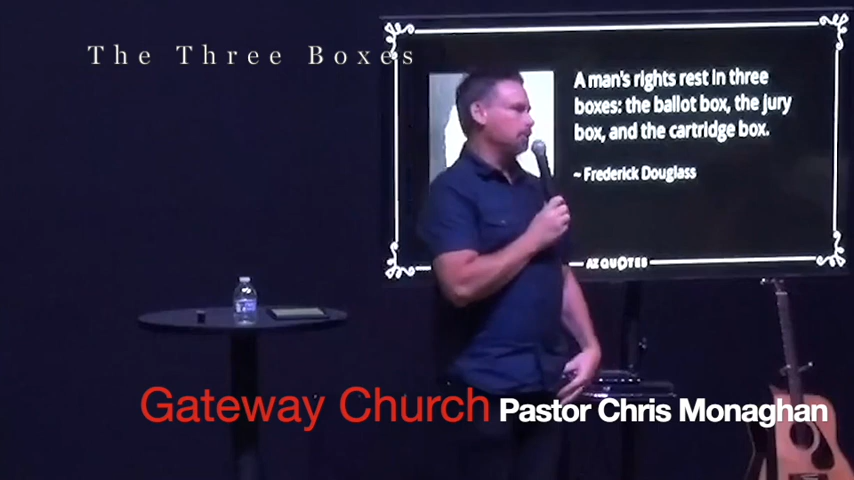 The Three Boxes
A man's rights rest in three
boxes: the ballot box, the jury
box, and the cartridge box.
~ Frederick Douglass
AZ QUOTES
Gateway Church Pastor Chris Monaghan